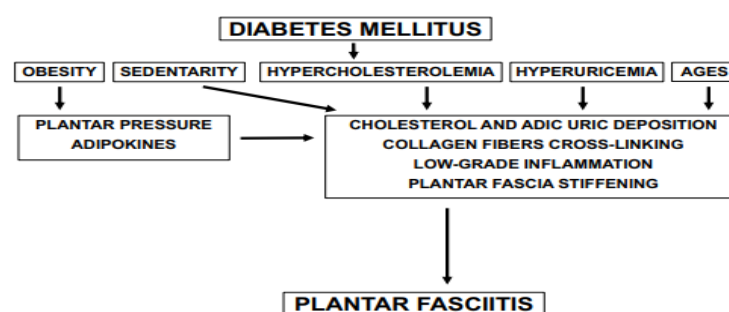 DIABETES MELLITUS
OBESITY SEDENTARITY HYPERCHOLESTEROLEMIA HYPERURICEMIA AGES
PLANTAR PRESSURE
ADIPOKINES
CHOLESTEROL AND ADIC URIC DEPOSITION
COLLAGEN FIBERS CROSS-LINKING
LOW-GRADE INFLAMMATION
PLANTAR FASCIA STIFFENING
PLANTAR FASCIITIS